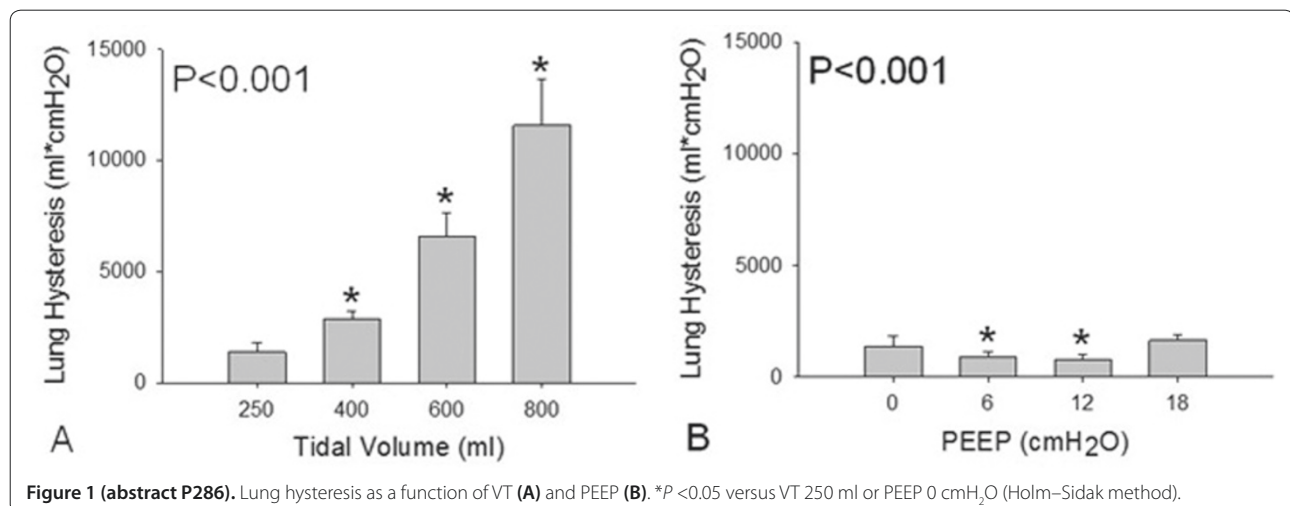 15000
P<0.001
*
*
*
10000
5000
0
Lung Hysteresis (ml*cmH₂O)
250 400 600 800
A
Tidal Volume (ml)
15000
P<0.001
10000
5000
0
Lung Hysteresis (ml*cmH₂O)
*
*
0 6 12 18
B
PEEP (cmH₂O)
Figure 1 (abstract P286). Lung hysteresis as a function of VT (A) and PEEP (B). *P <0.05 versus VT 250 ml or PEEP 0 cmH₂O (Holm–Sidak method).